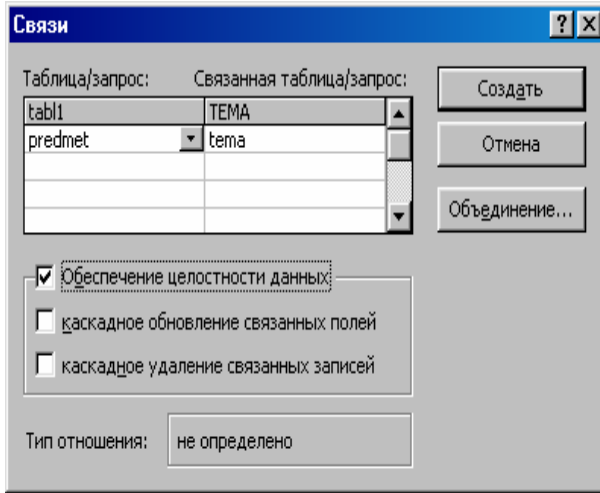 Связи
Таблица/запрос: Связанная таблица/запрос:
tabl1 TEMA
predmet tema
Создать
Отмена
Объединение...
Обеспечение целостности данных
каскадное обновление связанных полей
каскадное удаление связанных записей
Тип отношения: не определено